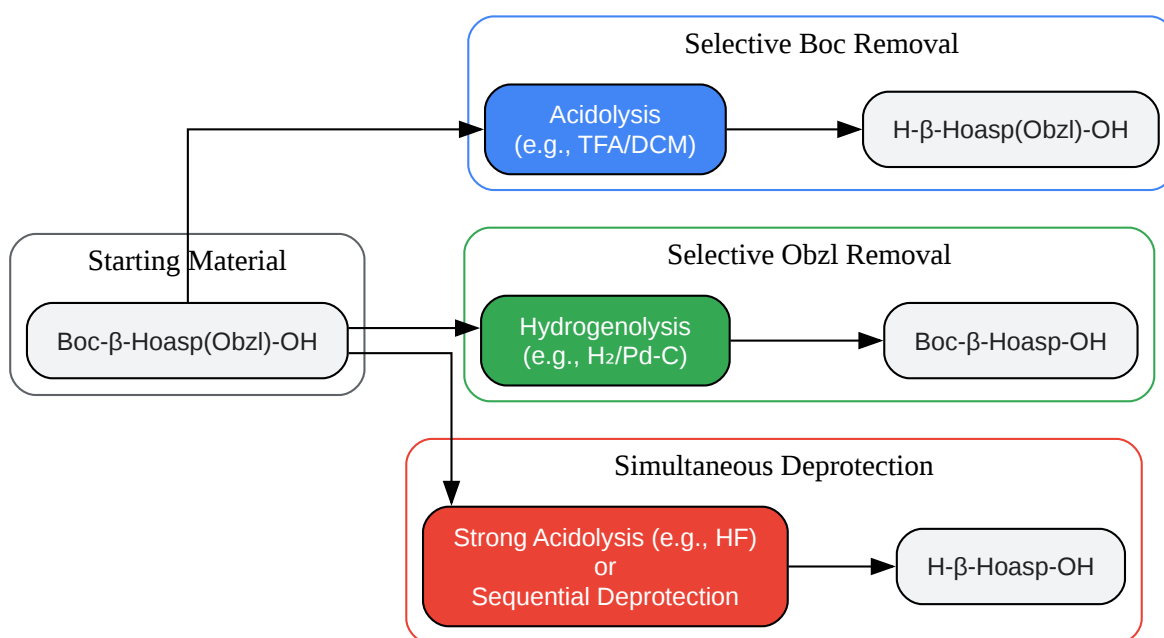 Selective Boc Removal
Acidolysis
(e.g., TFA/DCM)
H-β-Hoasp(Obzl)-OH
Starting Material
Boc-β-Hoasp(Obzl)-OH
Selective Obzl Removal
Hydrogenolysis
(e.g., H₂/Pd-C)
Boc-β-Hoasp-OH
Simultaneous Deprotection
Strong Acidolysis (e.g., HF)
or
Sequential Deprotection
H-β-Hoasp-OH